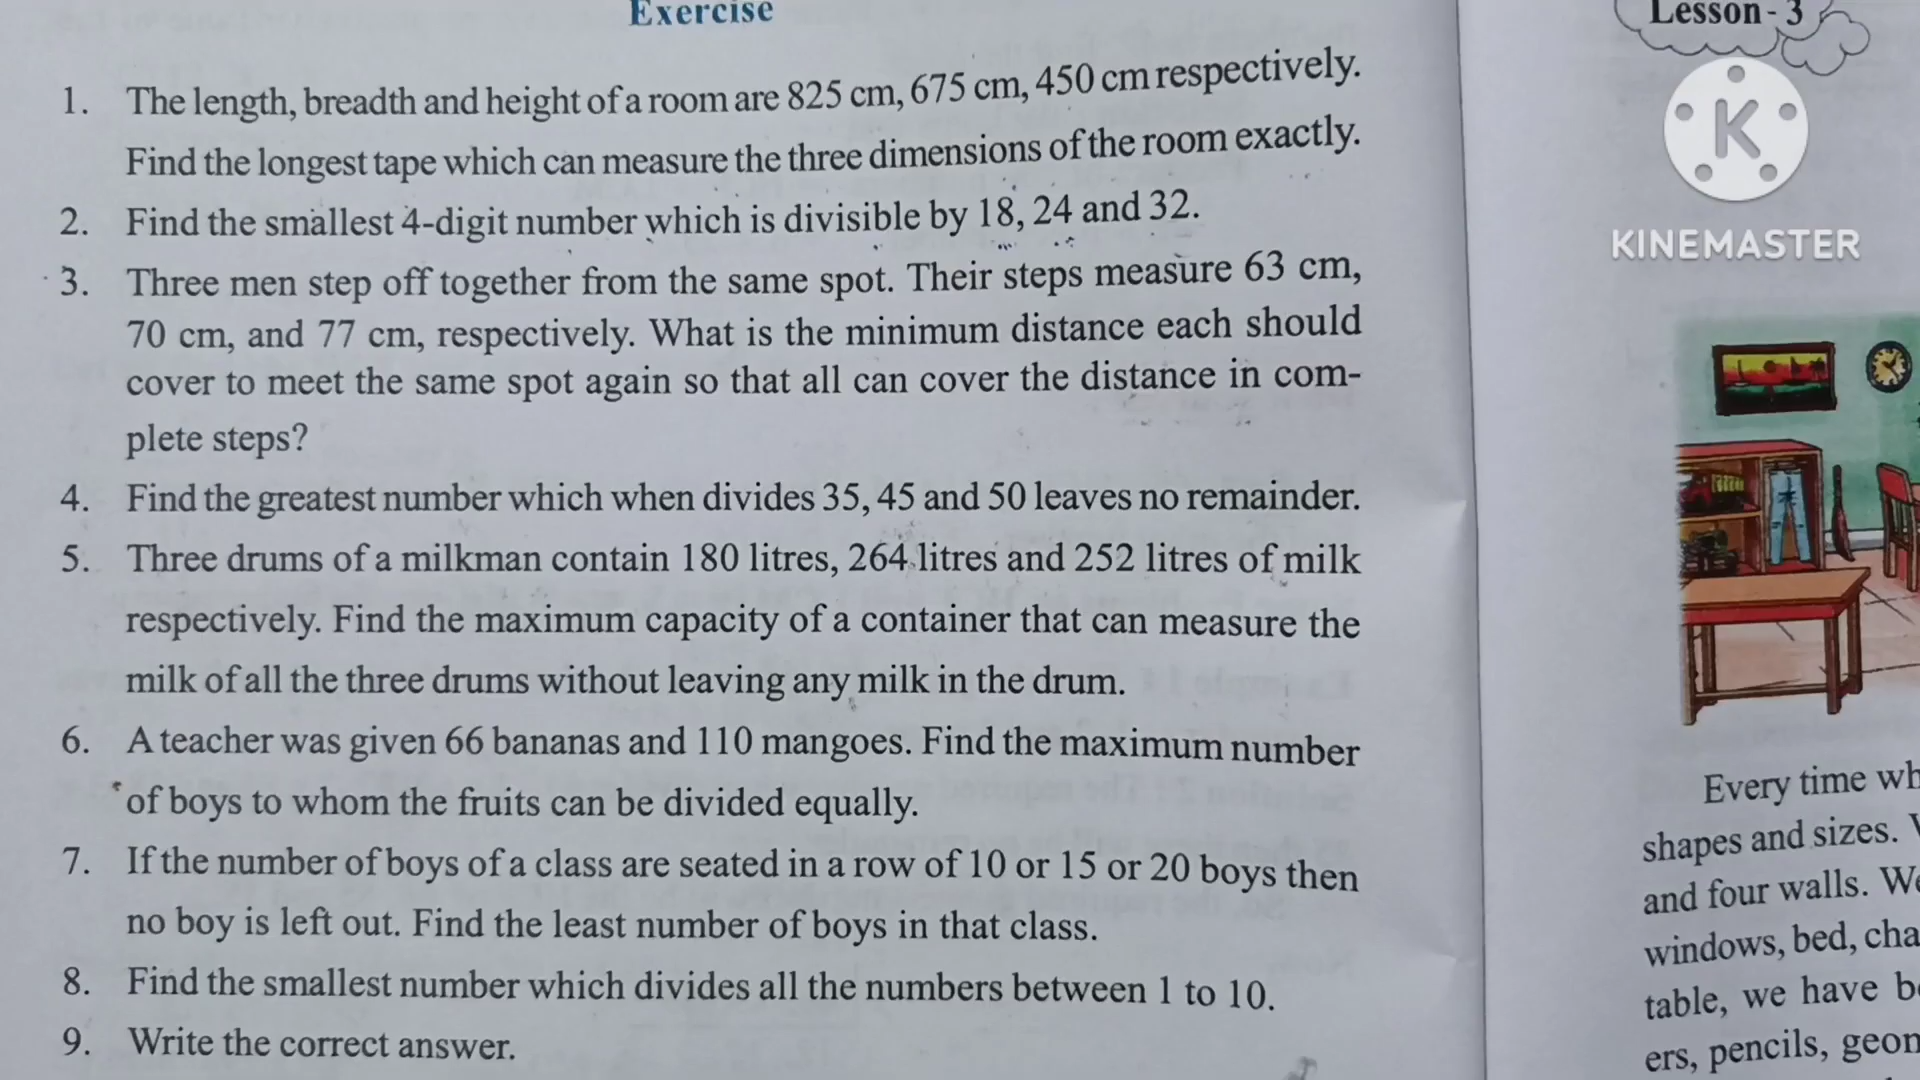 Exercise
1. The length, breadth and height of a room are 825 cm, 675 cm, 450 cm respectively.
Find the longest tape which can measure the three dimensions of the room exactly.
2. Find the smallest 4-digit number which is divisible by 18, 24 and 32.
3. Three men step off together from the same spot. Their steps measure 63 cm,
70 cm, and 77 cm, respectively. What is the minimum distance each should
cover to meet the same spot again so that all can cover the distance in com-
plete steps?
4. Find the greatest number which when divides 35, 45 and 50 leaves no remainder.
5. Three drums of a milkman contain 180 litres, 264 litres and 252 litres of milk
respectively. Find the maximum capacity of a container that can measure the
milk of all the three drums without leaving any milk in the drum.
6. A teacher was given 66 bananas and 110 mangoes. Find the maximum number
of boys to whom the fruits can be divided equally.
7. If the number of boys of a class are seated in a row of 10 or 15 or 20 boys then
no boy is left out. Find the least number of boys in that class.
8. Find the smallest number which divides all the numbers between 1 to 10.
9. Write the correct answer.
Lesson - 3
K
KINEMASTER
Every time wh
shapes and sizes.
and four walls. We
windows, bed, cha
table, we have be
ers, pencils, geon